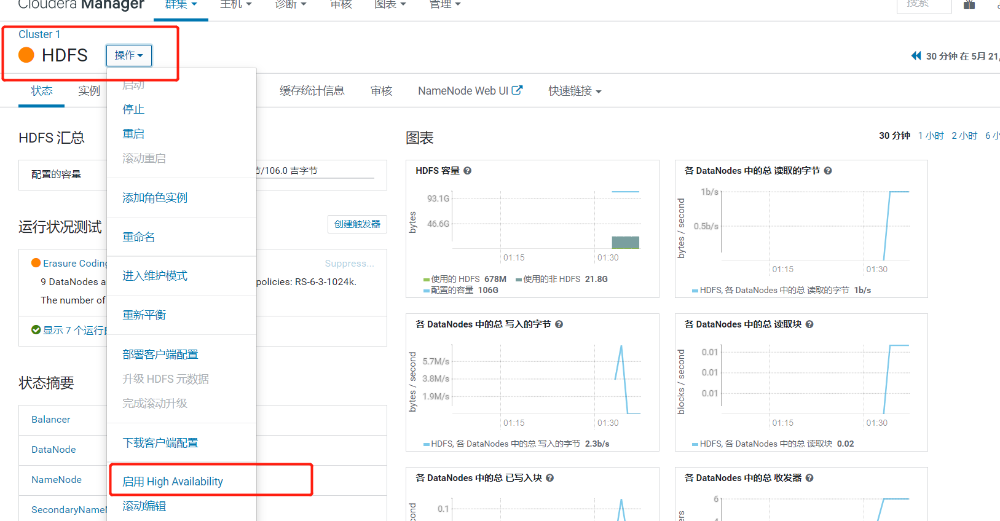 Cloudera Manager
群集
主机
诊断
审核
图表
管理
搜索
Cluster 1
HDFS
操作
30 分钟 在 5月 21,
状态
实例
缓存统计信息
审核
NameNode Web UI
快速链接
启动
停止
重启
滚动重启
添加角色实例
重命名
进入维护模式
重新平衡
部署客户端配置
升级 HDFS 元数据
完成滚动升级
下载客户端配置
启用 High Availability
滚动编辑
HDFS 汇总
配置的容量
/106.0 吉字节
运行状况测试
创建触发器
Erasure Coding
Suppress...
9 DataNodes a
policies: RS-6-3-1024k.
The number of
显示 7 个运行
状态摘要
Balancer
DataNode
NameNode
SecondaryName
图表
30 分钟 1 小时 2 小时 6 小
HDFS 容量
bytes
93.1G
46.6G
01:15
01:30
使用的 HDFS 678M
使用的非 HDFS 21.8G
配置的容量 106G
各 DataNodes 中的总 读取的字节
bytes / second
1b/s
0.5b/s
01:15
01:30
HDFS, 各 DataNodes 中的总 读取的字节 1b/s
各 DataNodes 中的总 写入的字节
bytes / second
5.7M/s
3.8M/s
1.9M/s
01:15
01:30
HDFS, 各 DataNodes 中的总 写入的字节 2.3b/s
各 DataNodes 中的总 读取块
blocks / second
0.01
0.01
0.01
01:15
01:30
HDFS, 各 DataNodes 中的总 读取块 0.02
各 DataNodes 中的总 已写入块
0.1
各 DataNodes 中的总 收发器
6